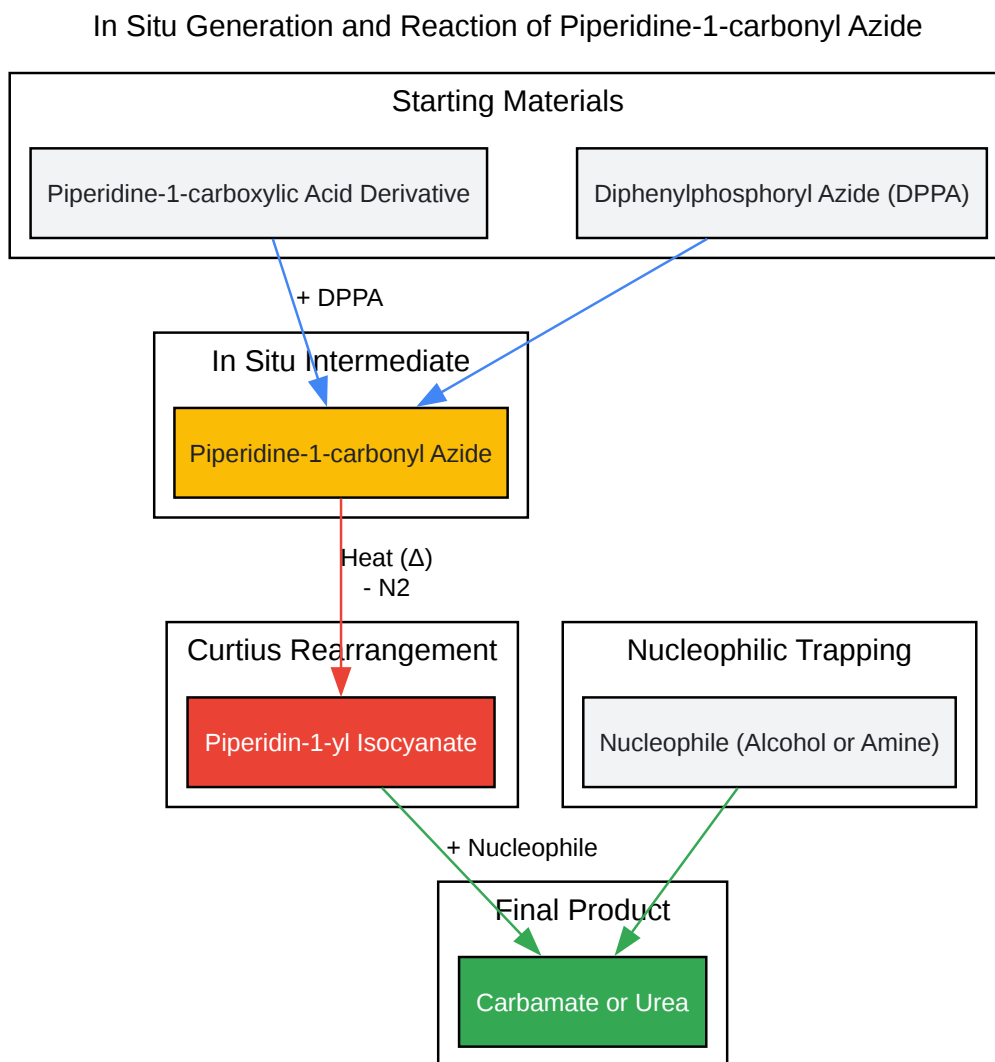 In Situ Generation and Reaction of Piperidine-1-carbonyl Azide
Starting Materials
Piperidine-1-carboxylic Acid Derivative
Diphenylphosphoryl Azide (DPPA)
+ DPPA
In Situ Intermediate
Piperidine-1-carbonyl Azide
Heat (Δ)
- N2
Curtius Rearrangement
Nucleophilic Trapping
Piperidin-1-yl Isocyanate
Nucleophile (Alcohol or Amine)
+ Nucleophile
Final Product
Carbamate or Urea